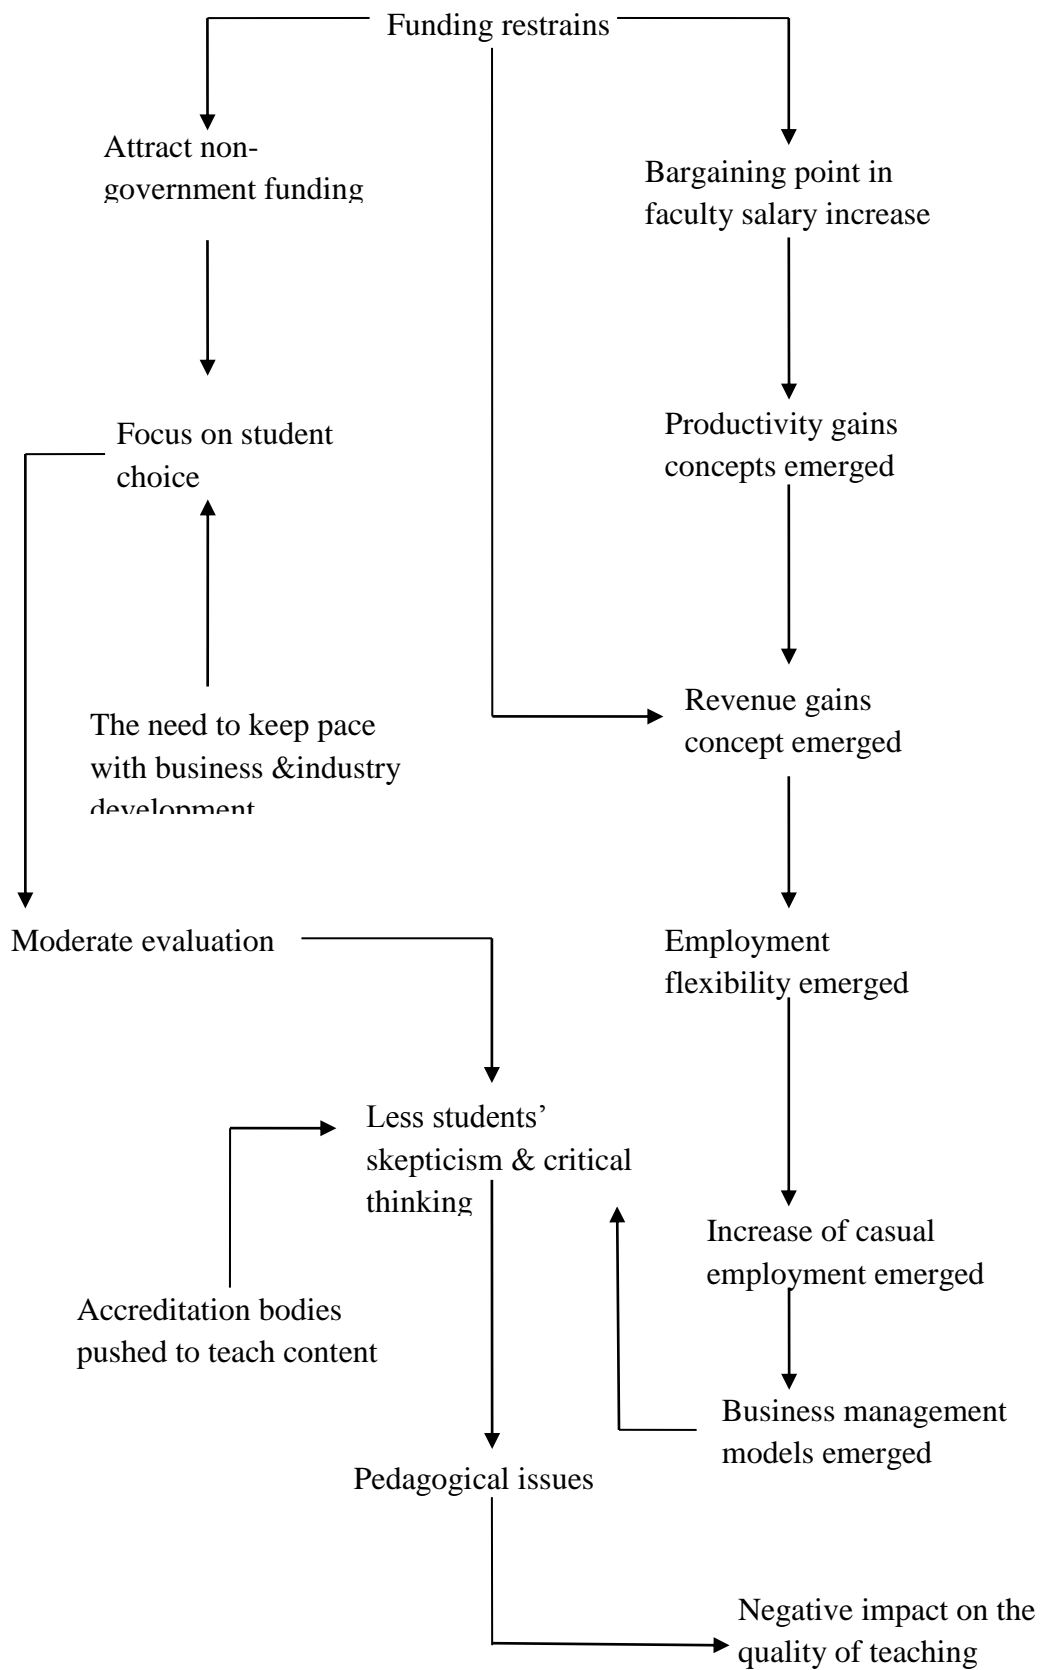 Funding restrains
Attract non-
government funding
Bargaining point in
faculty salary increase
Focus on student
choice
Productivity gains
concepts emerged
The need to keep pace
with business &industry
development
Revenue gains
concept emerged
Moderate evaluation
Employment
flexibility emerged
Less students’
skepticism & critical
thinking
Increase of casual
employment emerged
Accreditation bodies
pushed to teach content
Business management
models emerged
Pedagogical issues
Negative impact on the
quality of teaching